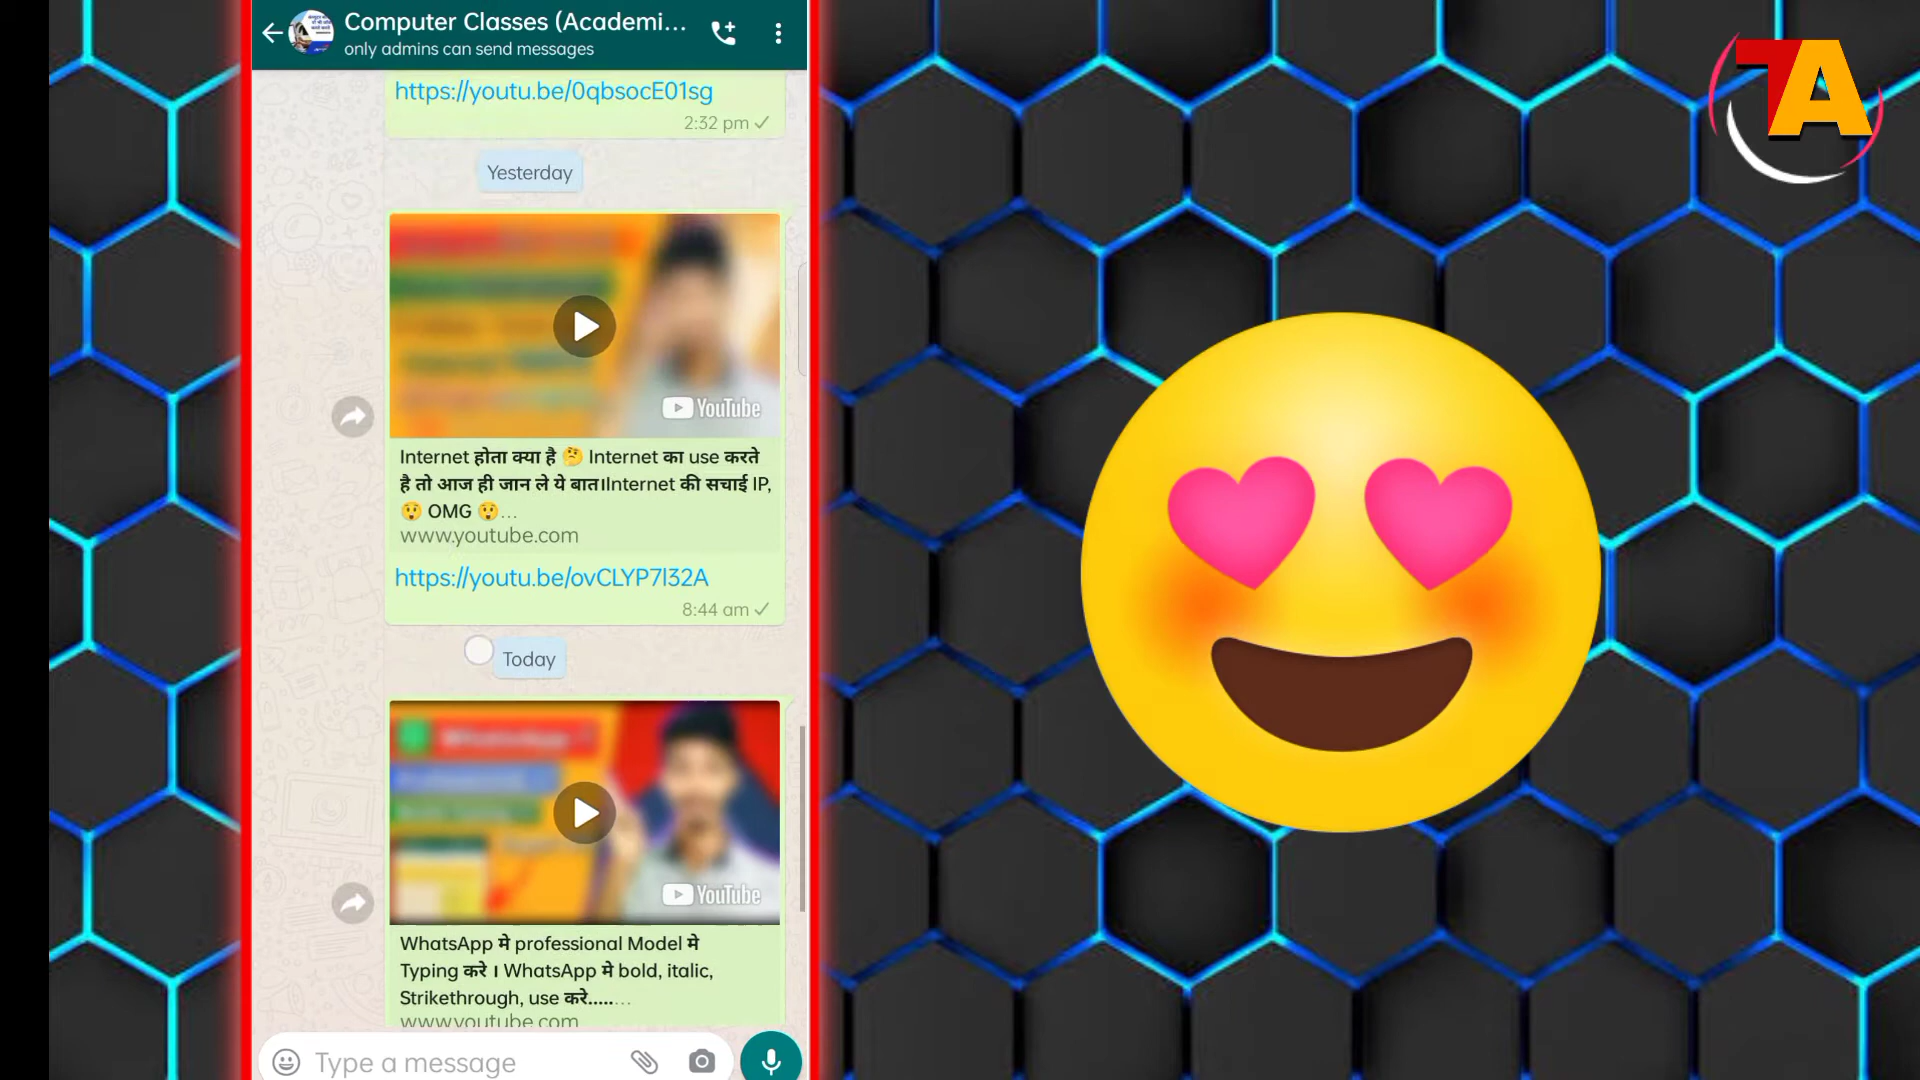 Computer Classes (Academi...
only admins can send messages
TA
https://youtu.be/0qbsocE01sg
2:32 pm
Yesterday
YouTube
Internet होता क्या है 🤔 Internet का use करते
है तो आज ही जान ले ये बात।Internet की सचाई IP,
😲 OMG 😲...
www.youtube.com
https://youtu.be/ovCLYP7l32A
8:44 am
Today
WhatsApp
YouTube
WhatsApp मे professional Model मे
Typing करे । WhatsApp मे bold, italic,
Strikethrough, use करे........
www.youtube.com
Type a message